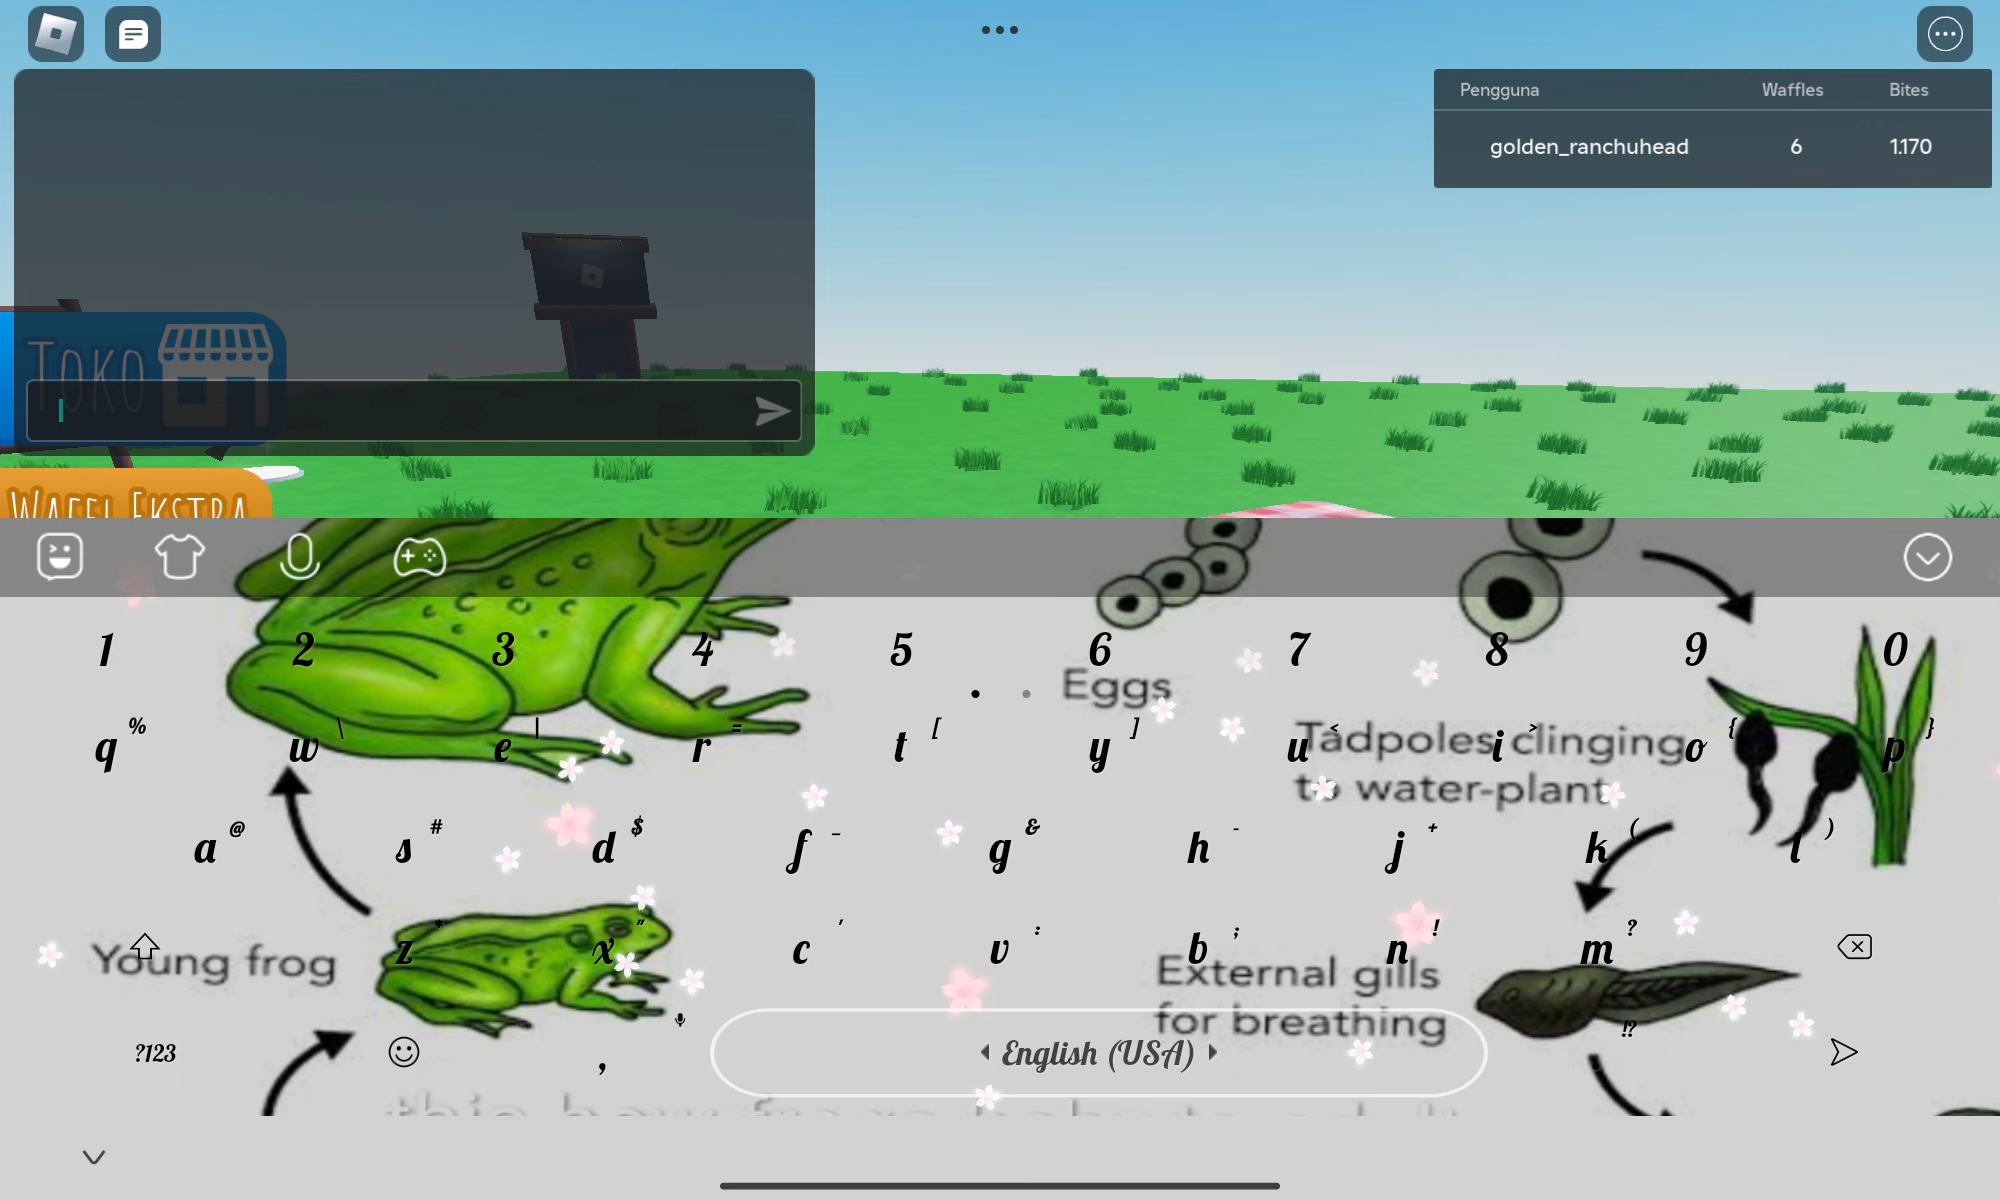 Pengguna Waffles Bites
golden_ranchuhead 6 1.170
TOKO
WAFEL EKSTRA
1 2 3 4 5 6 7 8 9 0
Eggs
% \ | = [ ] < > { }
q w e r t y u i o p
Tadpoles clinging
to water-plant
@ # $ _ & - + ( )
a s d f g h j k l
* " ' : ; ! ?
z x c v b n m
Young frog
External gills
for breathing
?123 , English (USA) !?